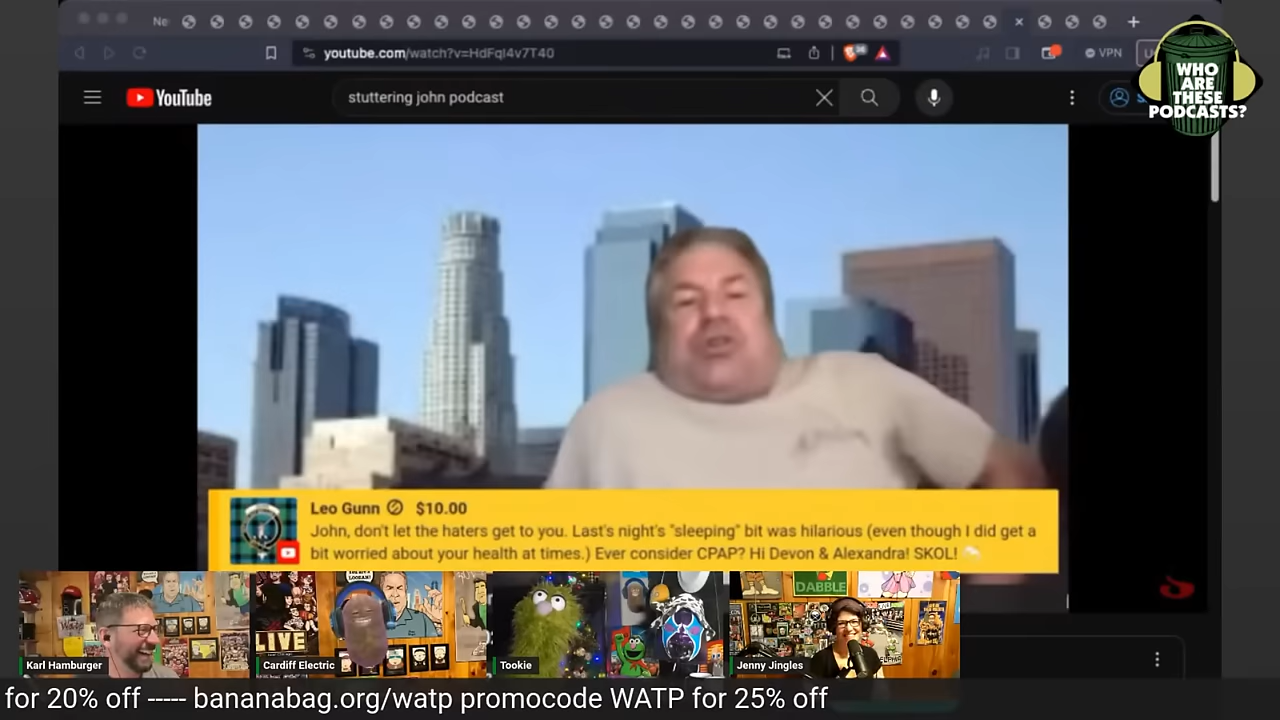 Ne
youtube.com/watch?v=HdFqI4v7T40
VPN
YouTube
stuttering john podcast
WHO
ARE
THESE
PODCASTS?
Leo Gunn $10.00
John, don't let the haters get to you. Last's night's "sleeping" bit was hilarious (even though I did get a
bit worried about your health at times.) Ever consider CPAP? Hi Devon & Alexandra! SKOL!
LIVE
DABBLE
Karl Hamburger
Cardiff Electric
Tookie
Jenny Jingles
for 20% off ----- bananabag.org/watp promocode WATP for 25% off